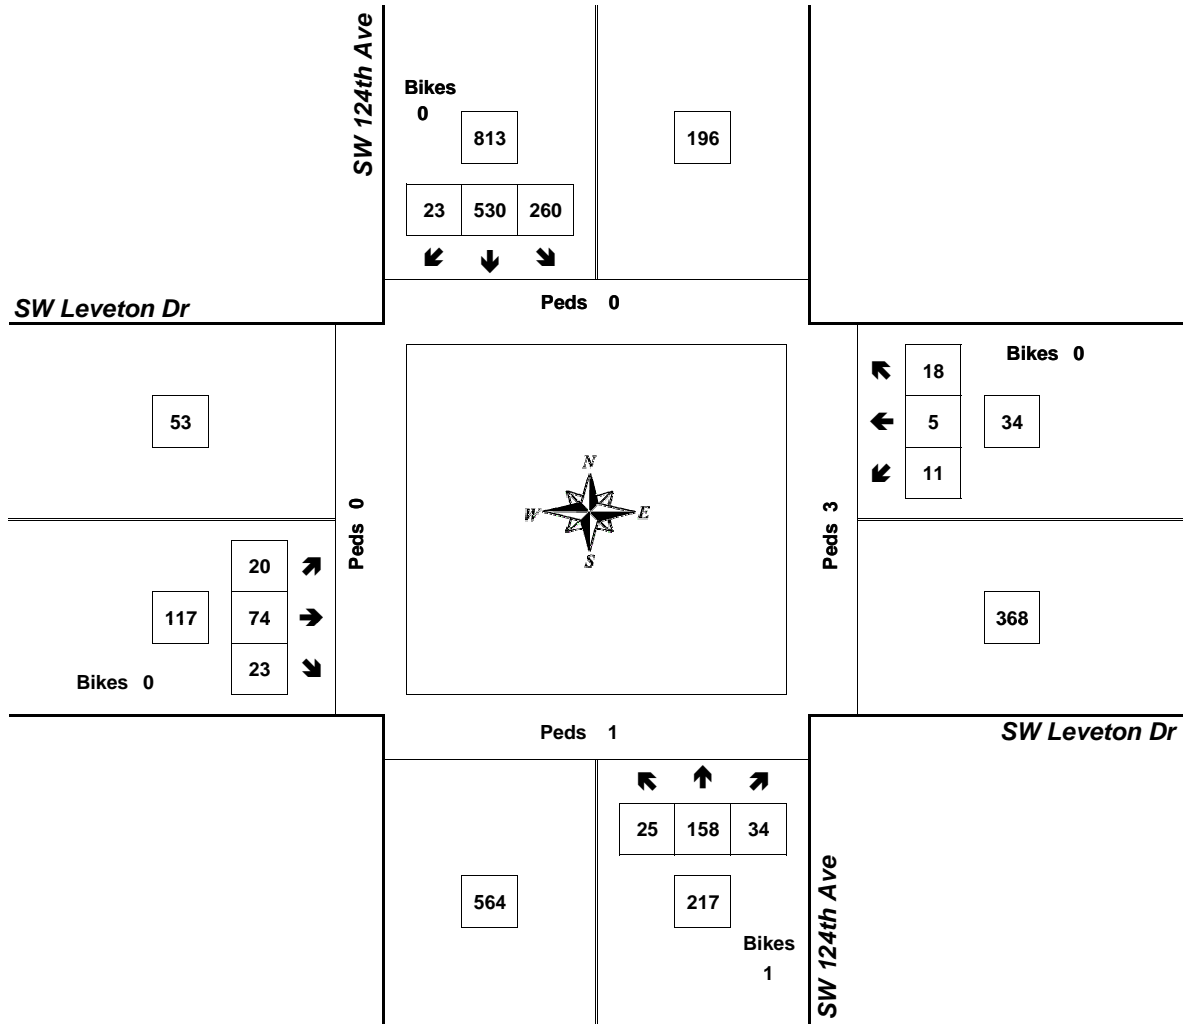 SW 124th Ave
Bikes
0
813
196
23 530 260
Peds 0
SW Leveton Dr
Bikes 0
18
53
5
34
11
N
W E
S
Peds 0
Peds 3
20
117
74
368
23
Bikes 0
Peds 1
SW Leveton Dr
25 158 34
564
217
Bikes
1
SW 124th Ave